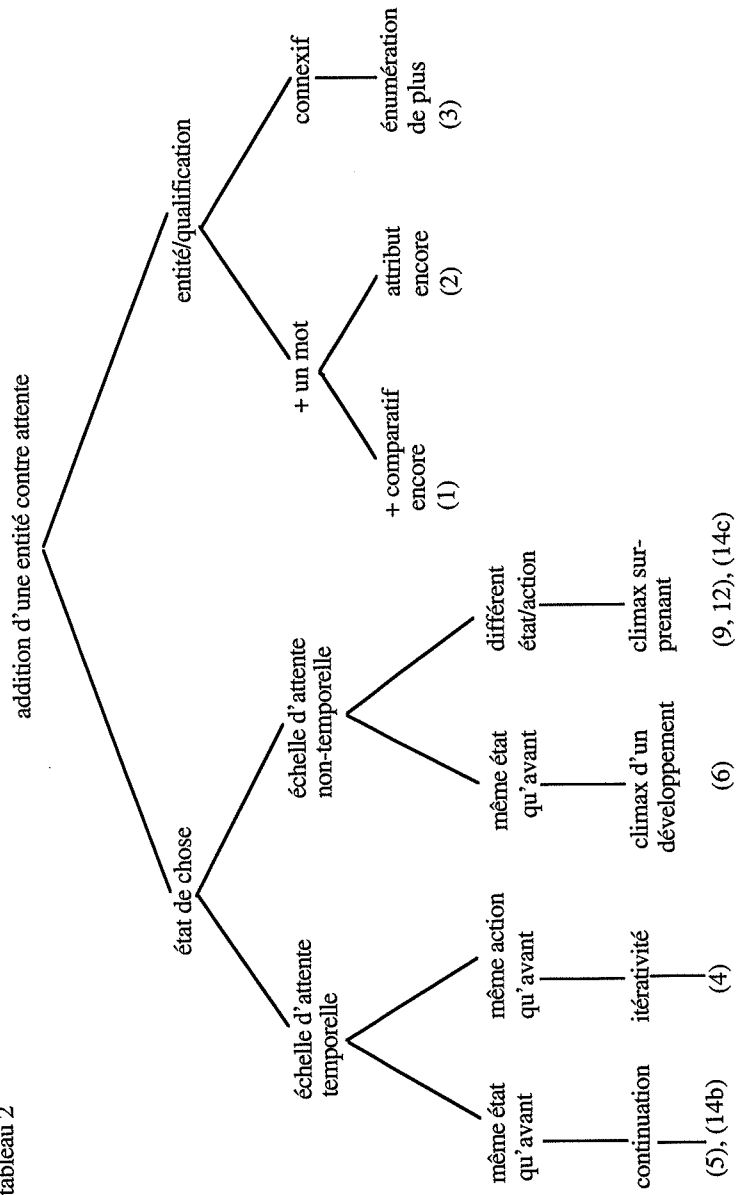 tableau 2
addition d'une entité contre attente
état de chose
entité/qualification
échelle d'attente
temporelle
échelle d'attente
non-temporelle
+ un mot
connexif
même état
qu'avant
même action
qu'avant
même état
qu'avant
différent
état/action
+ comparatif
encore
(1)
attribut
encore
(2)
énumération
de plus
(3)
continuation
itérativité
climax d'un
développement
climax sur-
prenant
(5), (14b)
(4)
(6)
(9, 12), (14c)